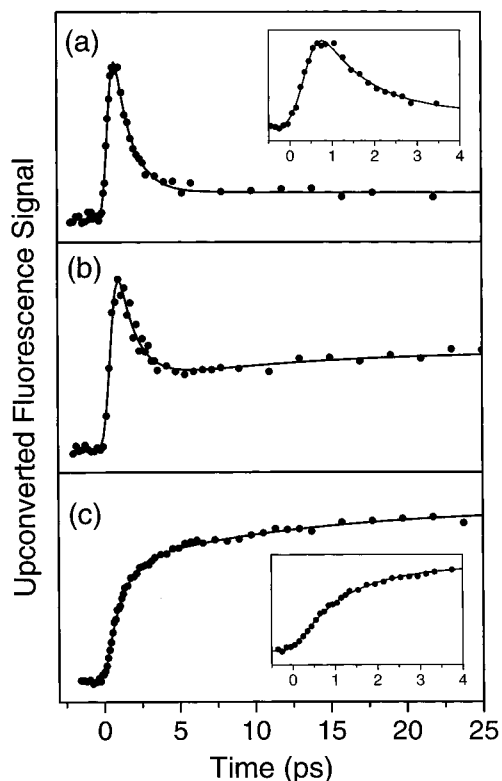 Upconverted Fluorescence Signal
(a)
0 1 2 3 4
(b)
(c)
0 1 2 3 4
0 5 10 15 20 25
Time (ps)